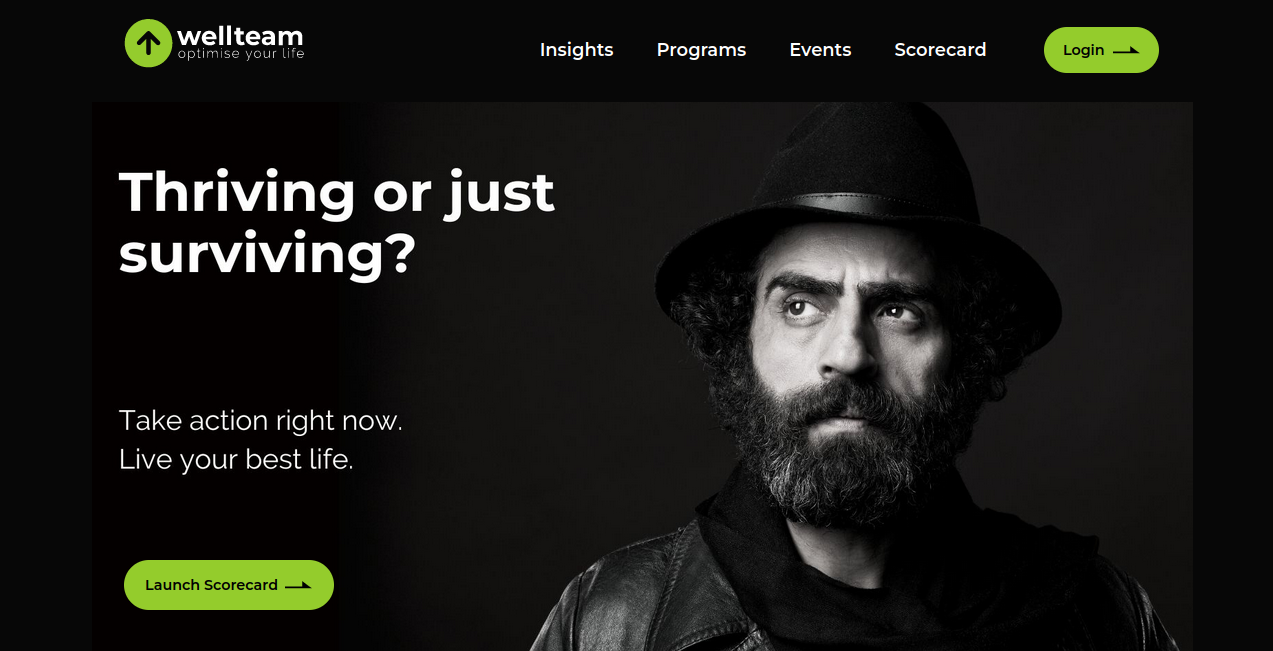 wellteam
optimise your life
Insights
Programs
Events
Scorecard
Login
Thriving or just
surviving?
Take action right now.
Live your best life.
Launch Scorecard